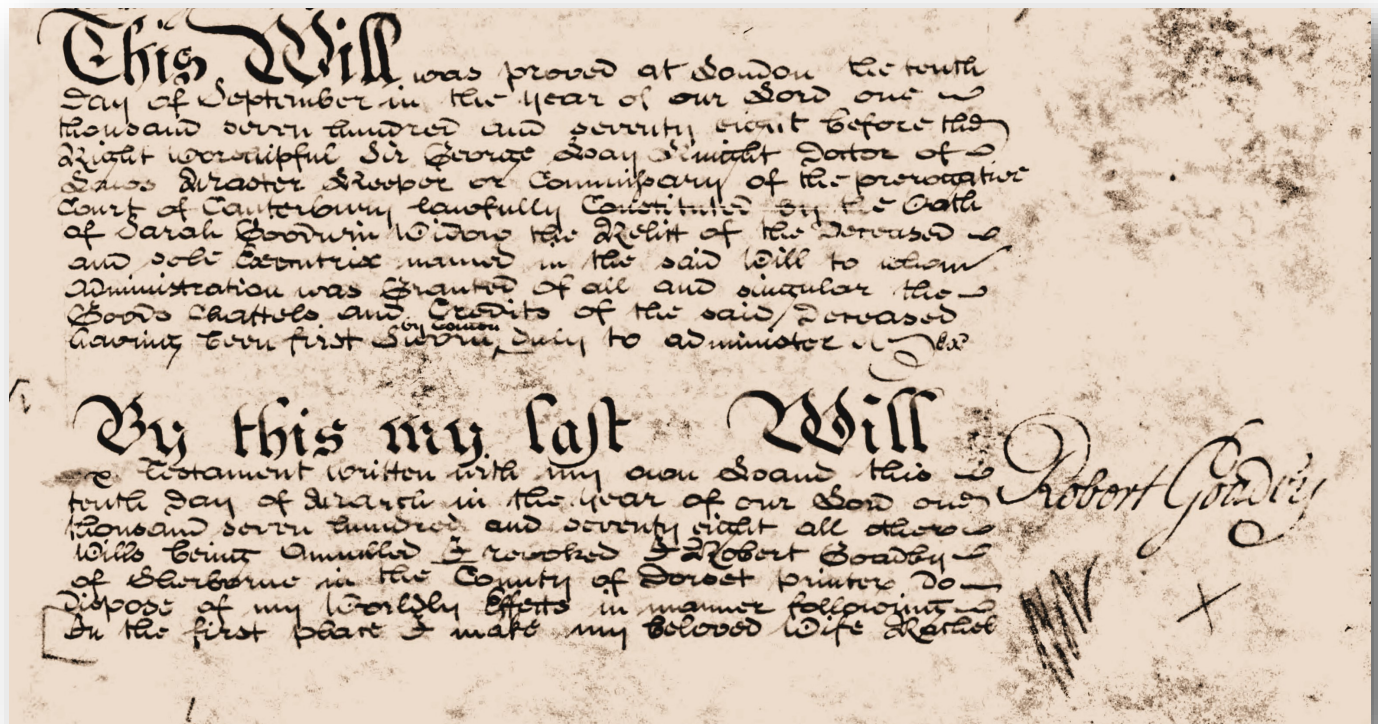 This Will was proved at London the tenth
Day of September in the year of our Lord one
thousand seven hundred and seventy eight before the
Right Worshipful Sir George Hay Knight Doctor of
Laws Master Keeper or Commissary of the prerogative
Court of Canterbury lawfully Constituted By the Oath
of Sarah Goodwin Widow the Relict of the Deceased
and sole Executrix named in the said Will to whom
Administration was Granted of all and singular the
Goods Chattels and Credits of the said Deceased
having been first Sworn by Comon duly to administer
By this my last Will
& Testament written with my own Hand this
tenth Day of March in the year of our Lord one
thousand seven hundred and seventy eight all other
Wills being Annulled & revoked I Robert Goadby
of Sherborne in the County of Dorset printer Do
Dispose of my Worldly Effects in manner following
In the first place I make my Beloved Wife Rachel
Robert Goadby